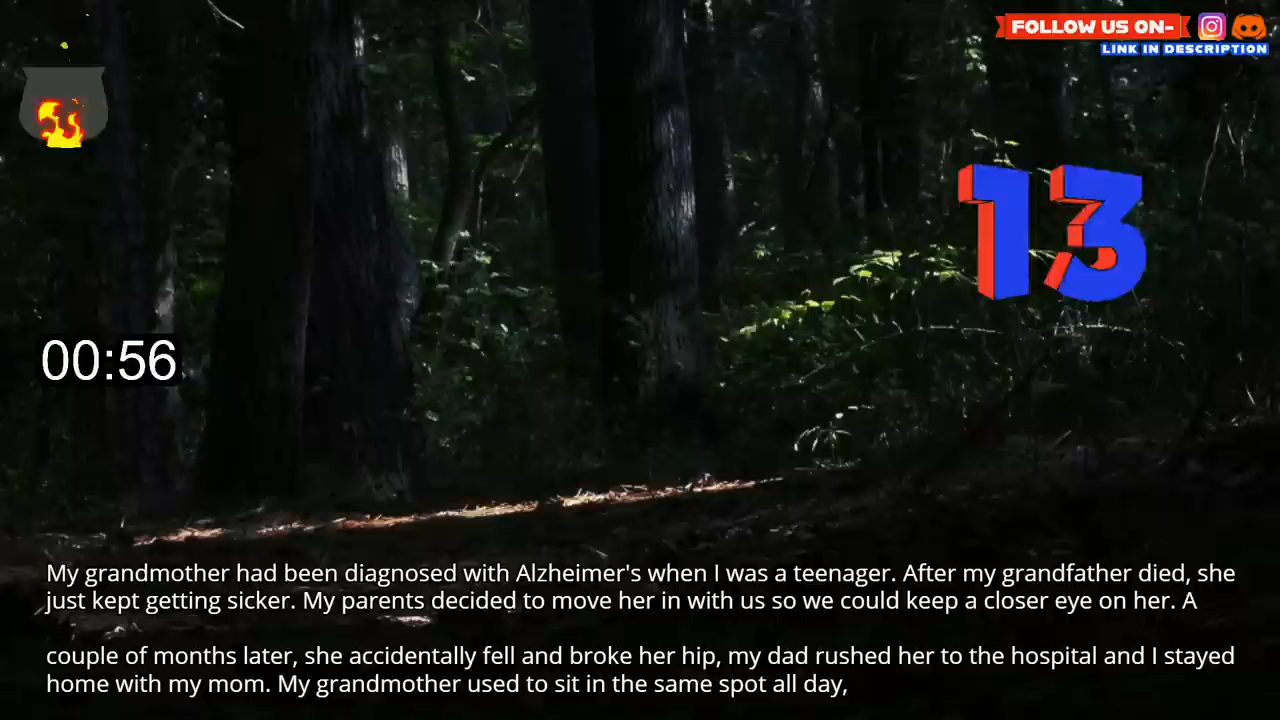 FOLLOW US ON-
LINK IN DESCRIPTION
13
00:56
My grandmother had been diagnosed with Alzheimer's when I was a teenager. After my grandfather died, she
just kept getting sicker. My parents decided to move her in with us so we could keep a closer eye on her. A
couple of months later, she accidentally fell and broke her hip, my dad rushed her to the hospital and I stayed
home with my mom. My grandmother used to sit in the same spot all day,